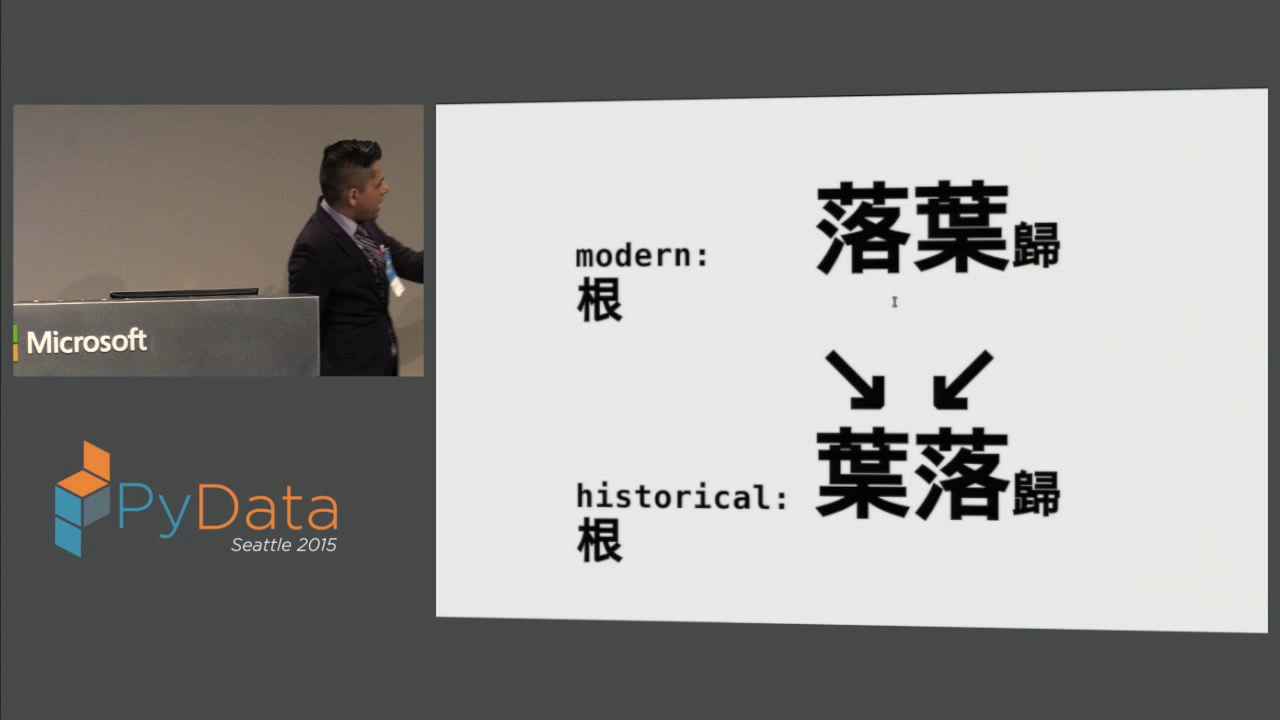 Microsoft
PyData
Seattle 2015
modern: 落葉歸
根
historical: 葉落歸
根